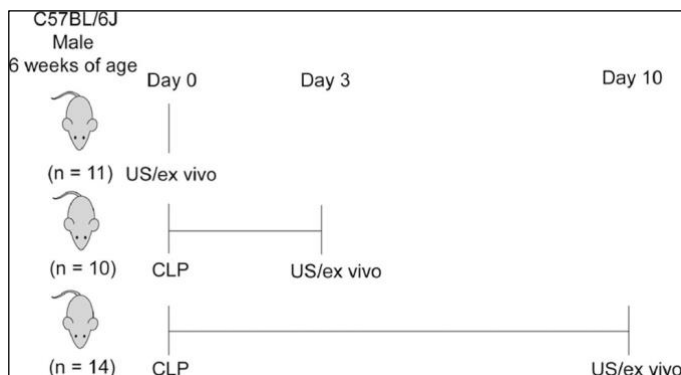 C57BL/6J
Male
6 weeks of age
Day 0 Day 3 Day 10
(n = 11) US/ex vivo
(n = 10) CLP US/ex vivo
(n = 14) CLP US/ex vivo